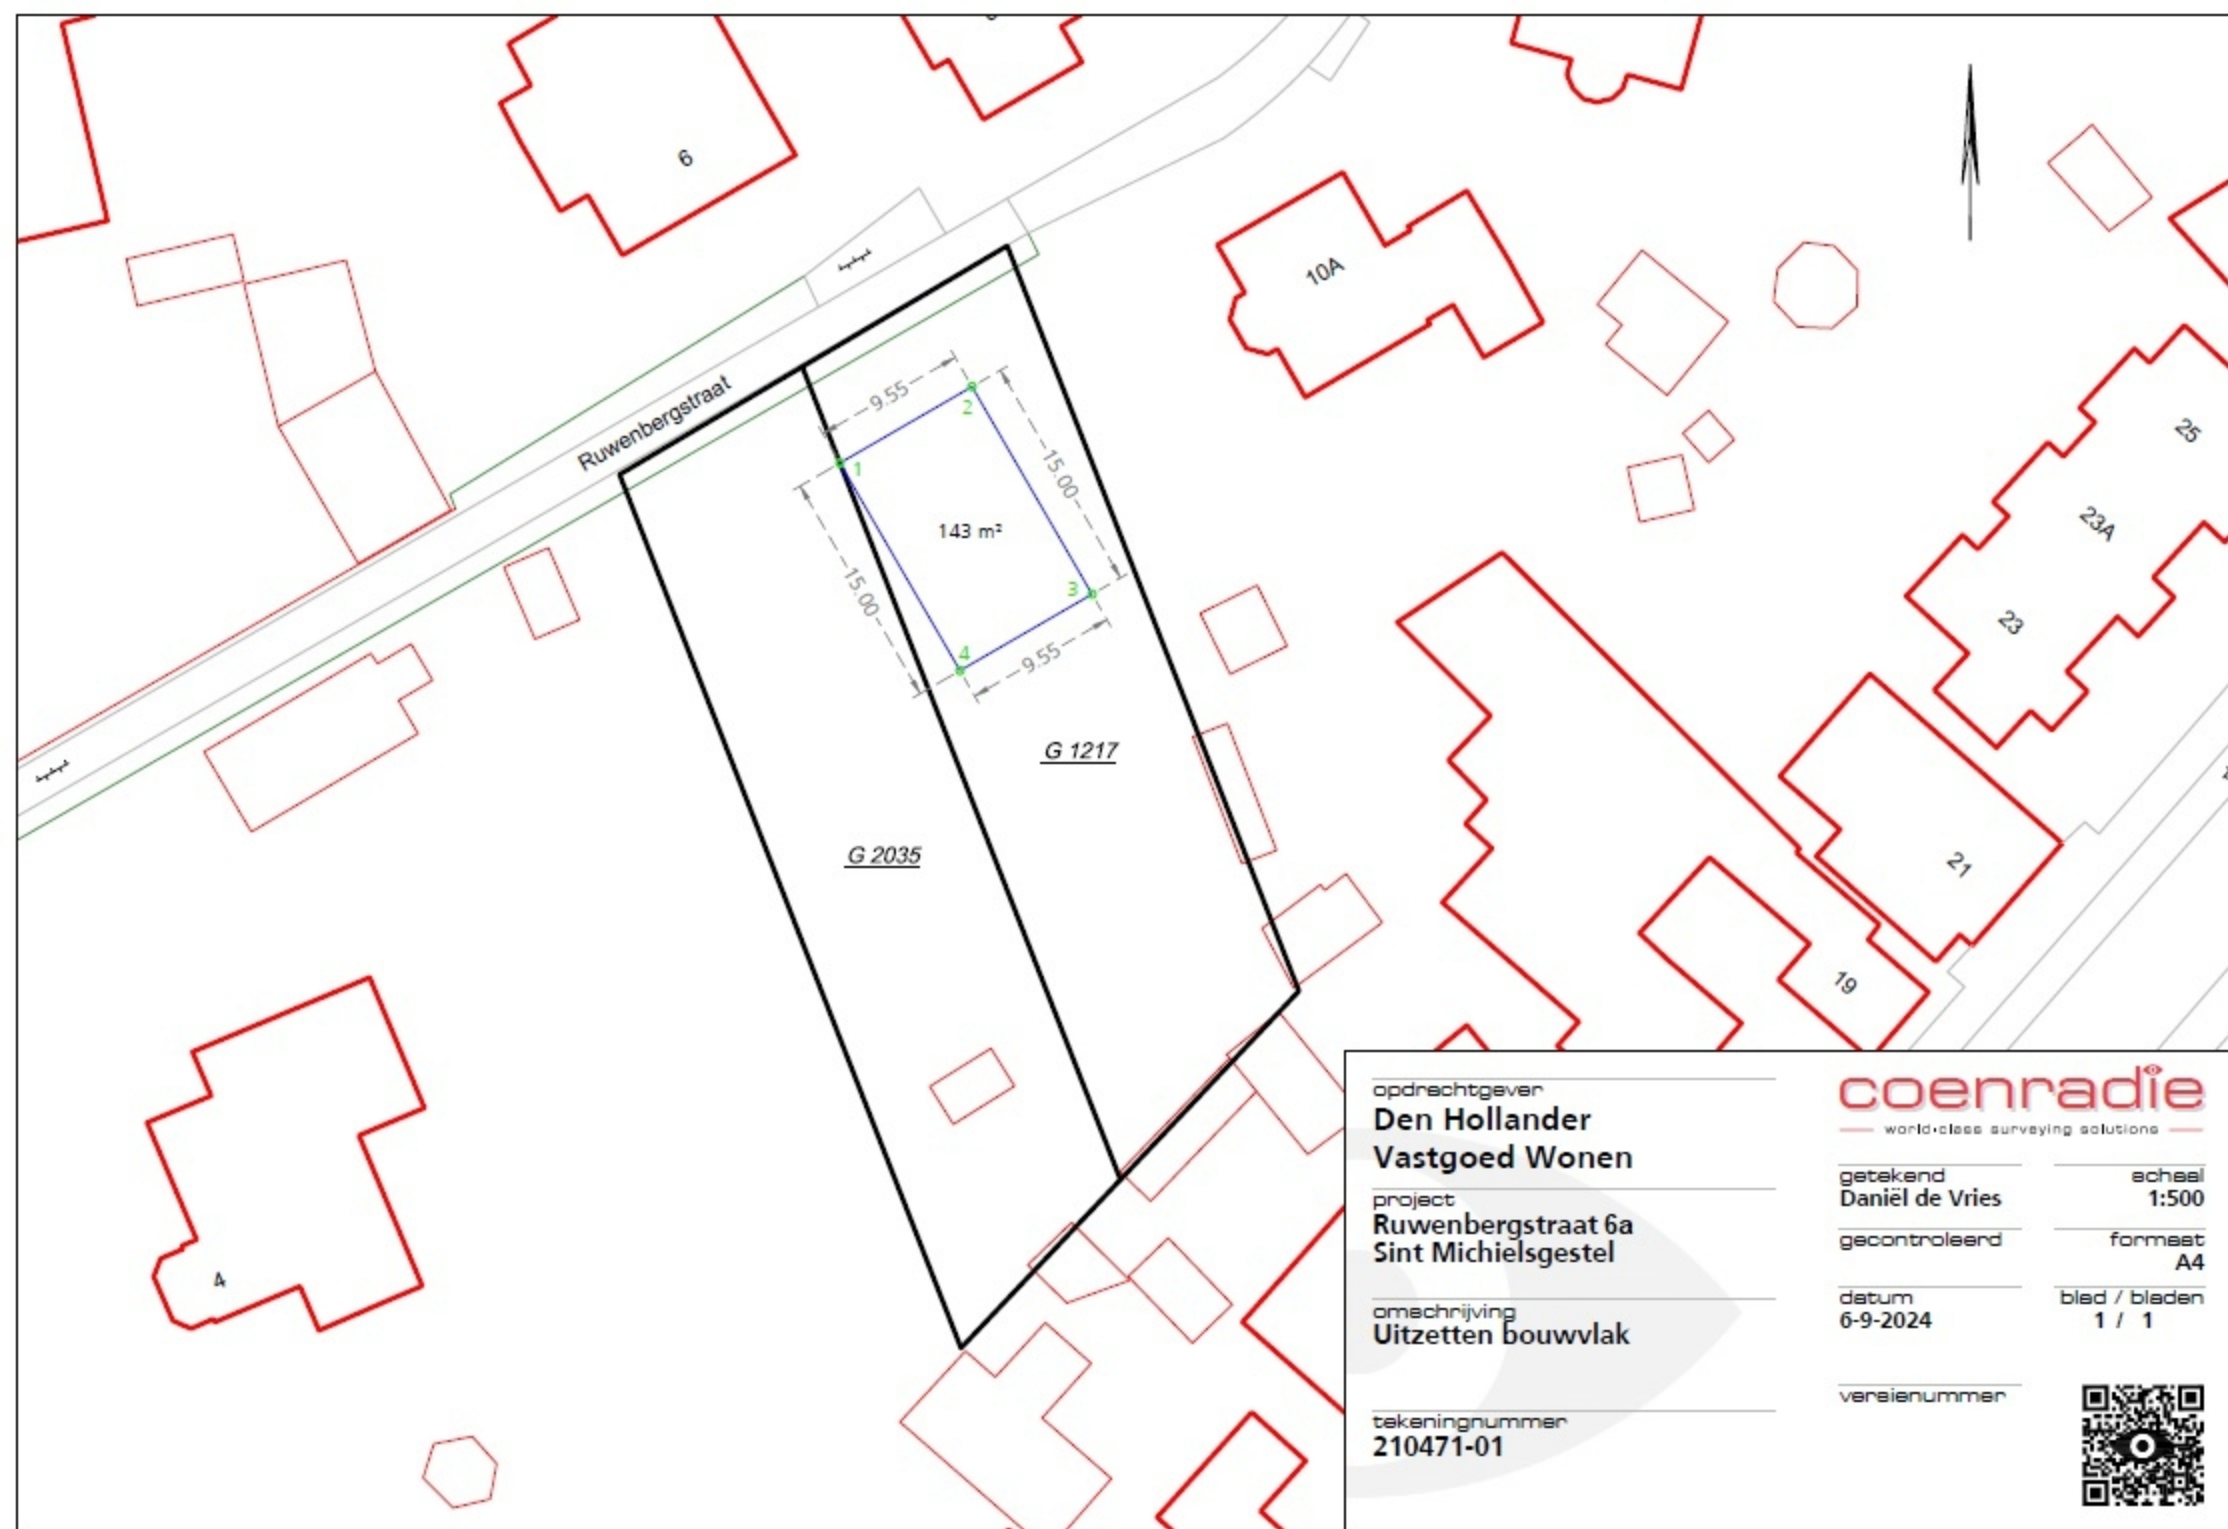 6
10A
Ruwenbergstraat
9.55
2
1
15.00
15.00
143 m²
3
4
9.55
25
23A
23
G 1217
G 2035
21
19
4
opdrachtgever
Den Hollander
Vastgoed Wonen
project
Ruwenbergstraat 6a
Sint Michielsgestel
omschrijving
Uitzetten bouwvlak
tekeningnummer
210471-01
coenradie
world•class surveying solutions
getekend
Daniël de Vries
schaal
1:500
gecontroleerd
formaat
A4
datum
6-9-2024
blad / bladen
1 / 1
versienummer